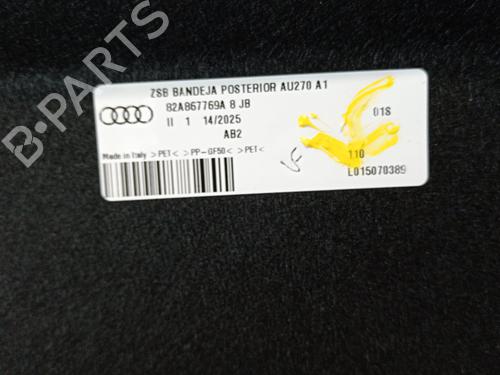 ZSB BANDEJA POSTERIOR AU270 A1
82A867769A 8 JB
II 1 14/2025
AB2
01S
Made in Italy >PET< >PP-GF50< >PET<
110
L015070389
B-PARTS